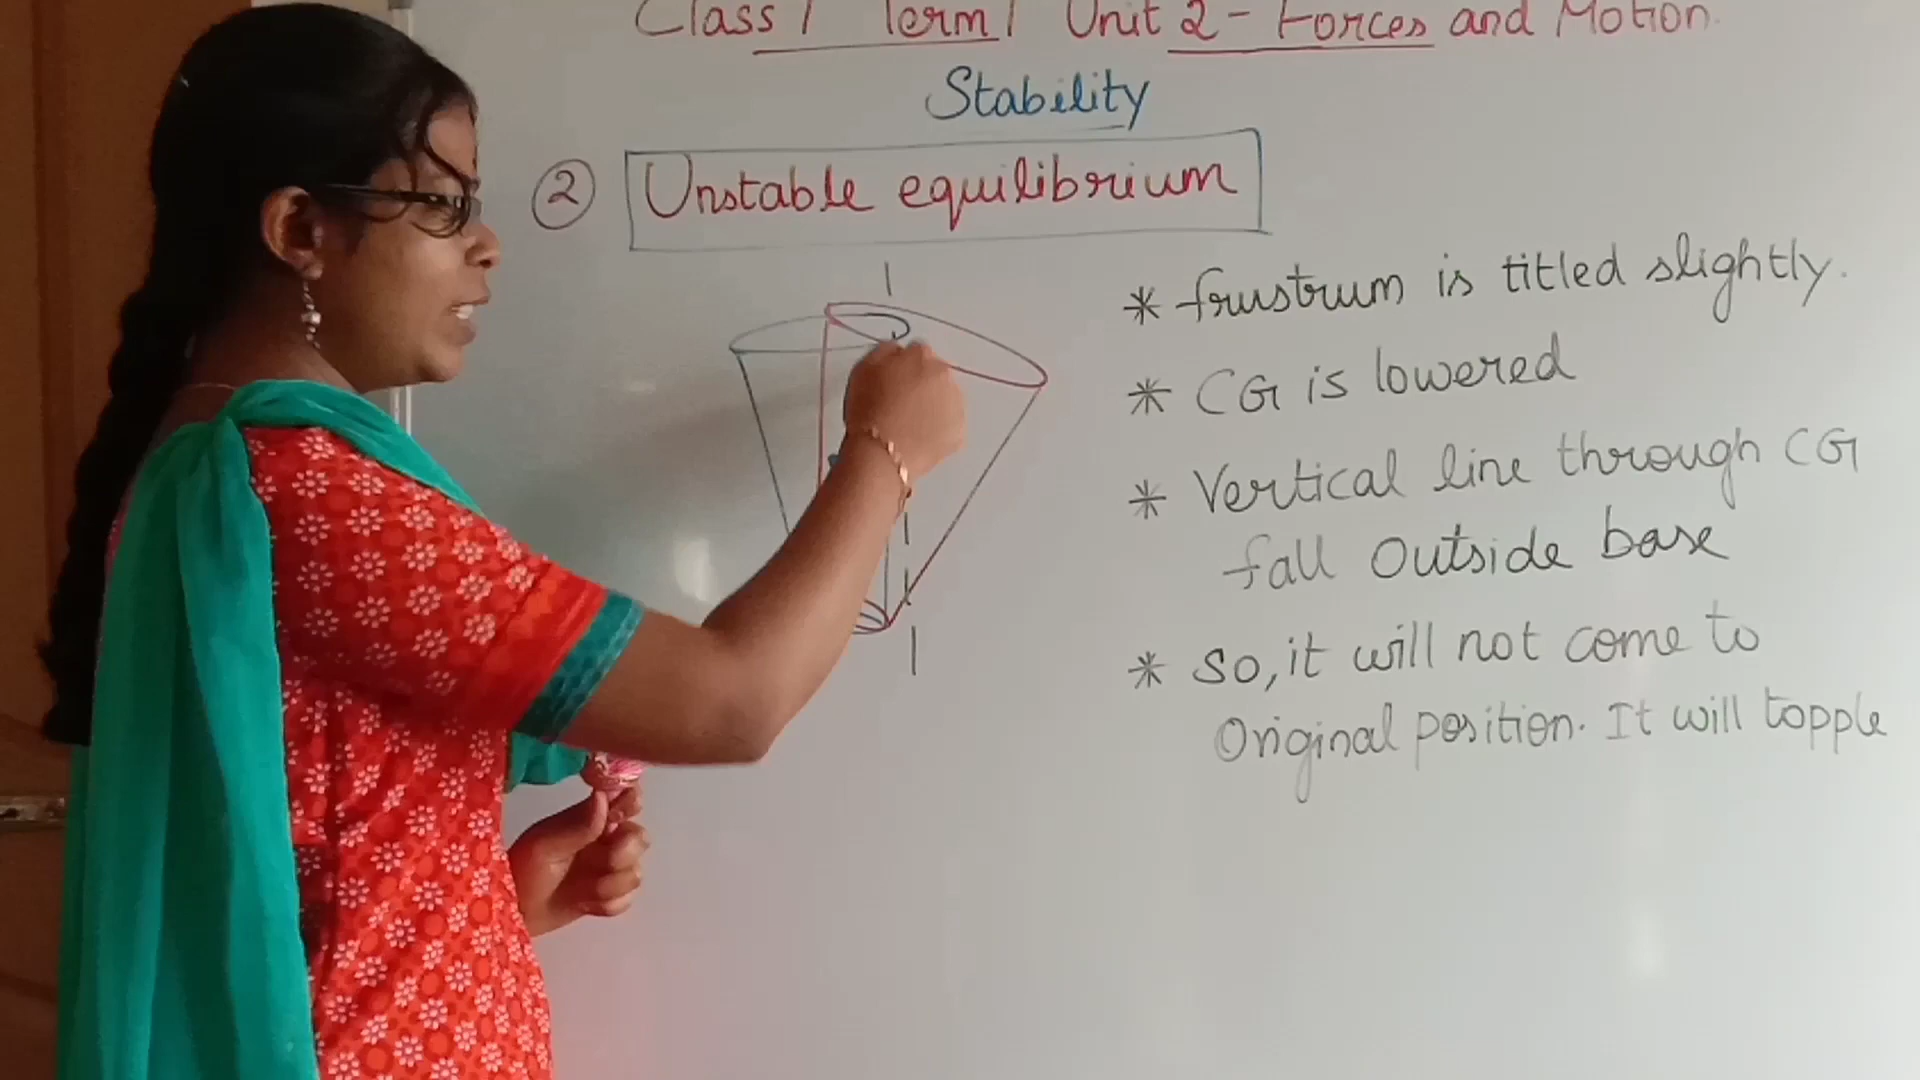 Class 7 Term 1 Unit 2 - Forces and Motion.
Stability
② Unstable equilibrium
* frustrum is titled slightly.
* CG is lowered
* Vertical line through CG
fall outside base
* So, it will not come to
Original position. It will topple